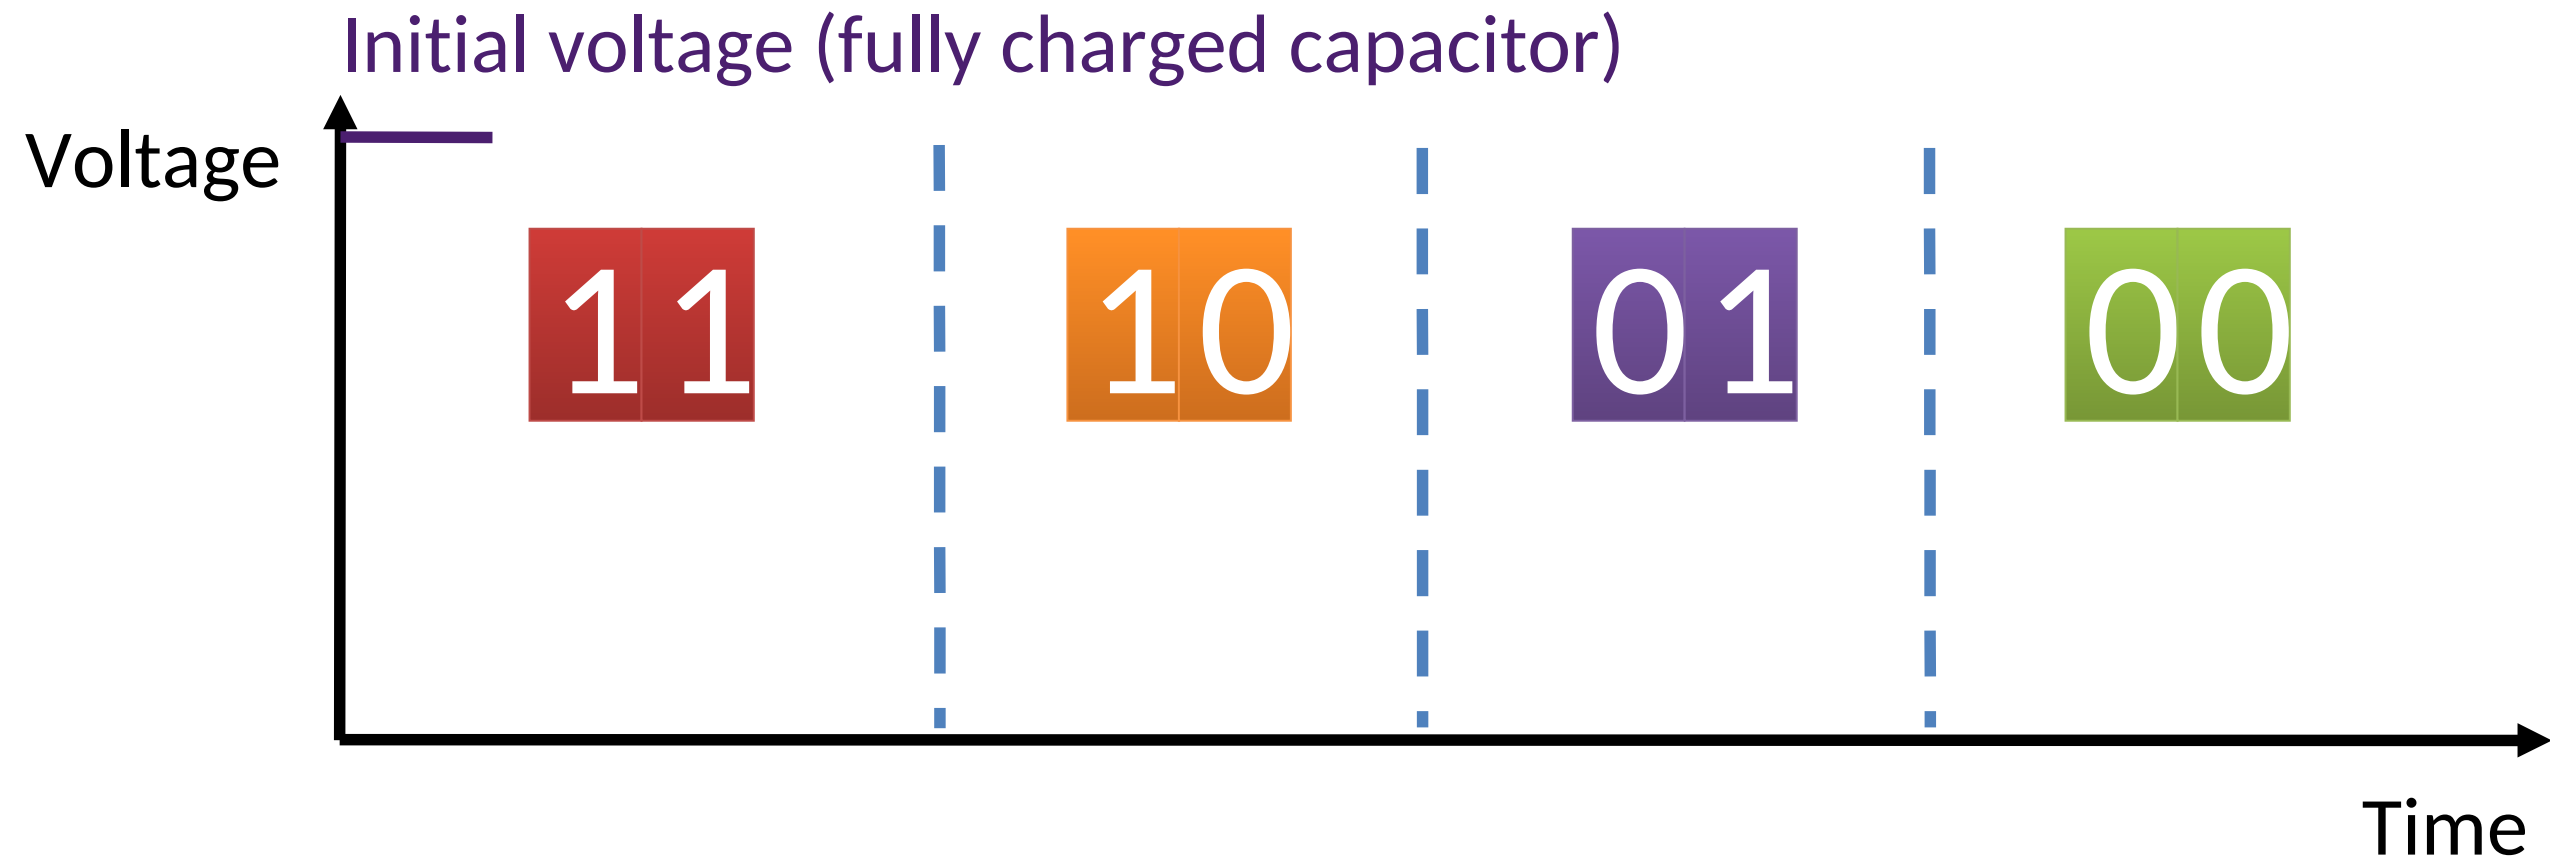 Initial voltage (fully charged capacitor)
Voltage
11 10 01 00
Time